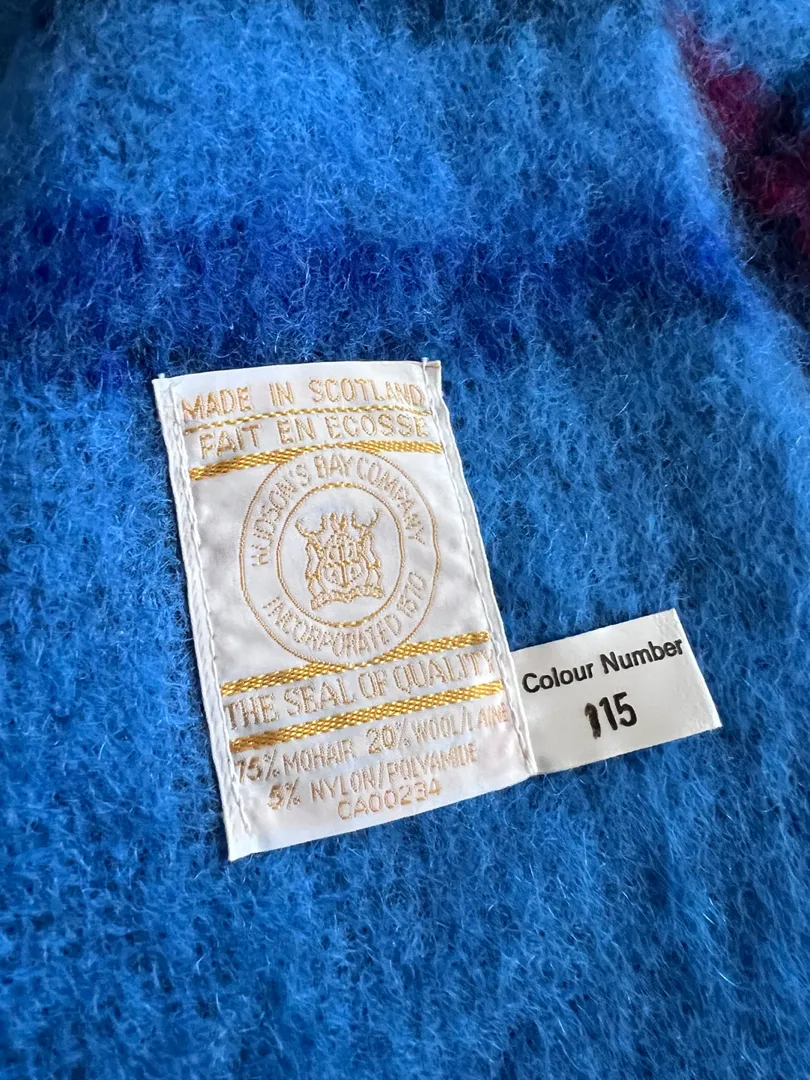 MADE IN SCOTLAND
FAIT EN ECOSSE
HUDSON'S BAY COMPANY
INCORPORATED 1670
THE SEAL OF QUALITY
75% MOHAIR 20% WOOL/LAINE
5% NYLON/POLYAMIDE
CA00234
Colour Number
115